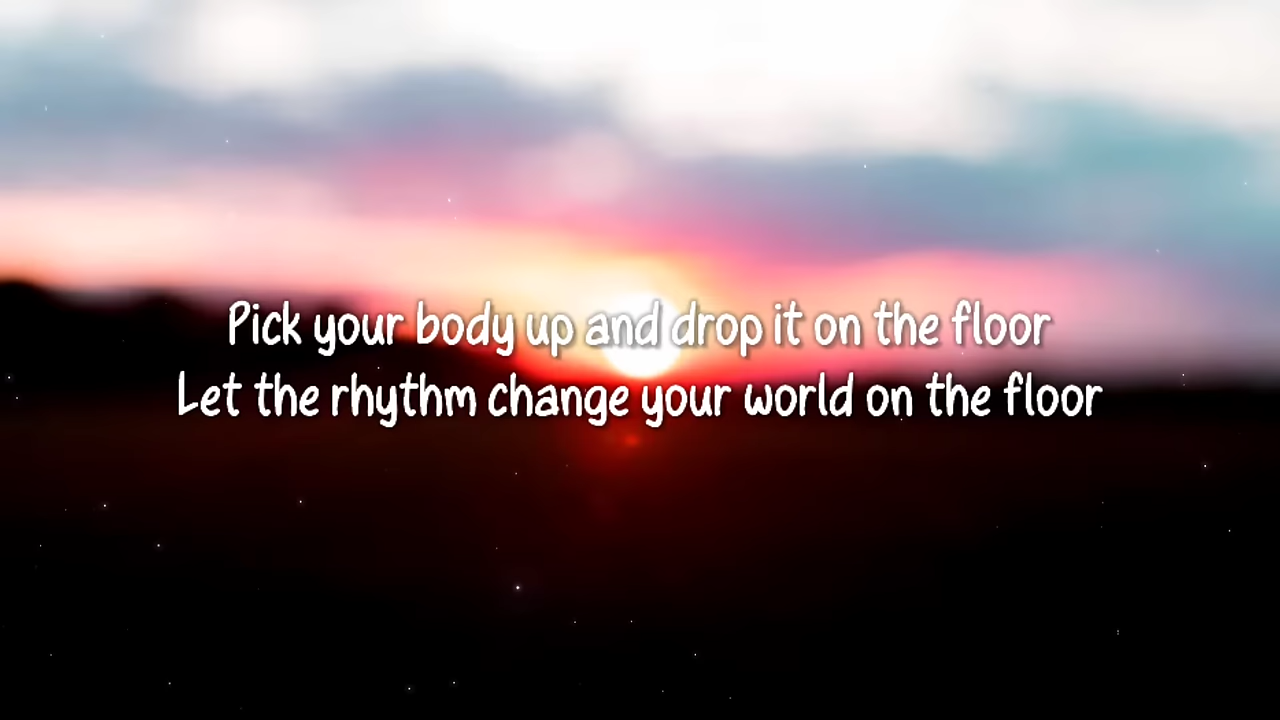 Pick your body up and drop it on the floor
Let the rhythm change your world on the floor